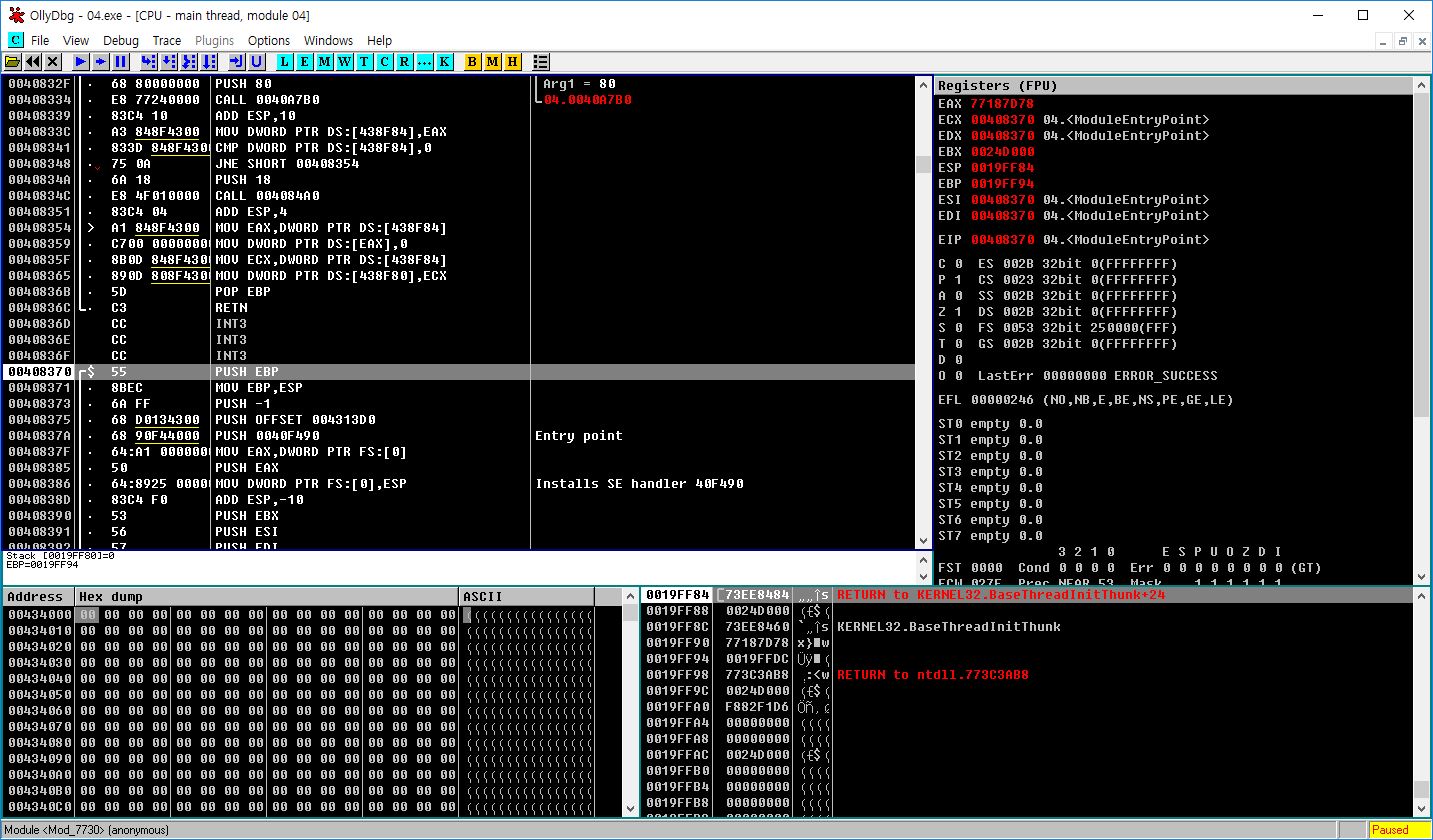 OllyDbg - 04.exe - [CPU - main thread, module 04]
C File View Debug Trace Plugins Options Windows Help
L E M W T C R ... K B M H
0040832F . 68 80000000 PUSH 80 Arg1 = 80
00408334 . E8 77240000 CALL 0040A7B0 04.0040A7B0
00408339 . 83C4 10 ADD ESP,10
0040833C . A3 848F4300 MOV DWORD PTR DS:[438F84],EAX
00408341 . 833D 848F4300 CMP DWORD PTR DS:[438F84],0
00408348 . 75 0A JNE SHORT 00408354
0040834A . 6A 18 PUSH 18
0040834C . E8 4F010000 CALL 004084A0
00408351 . 83C4 04 ADD ESP,4
00408354 > A1 848F4300 MOV EAX,DWORD PTR DS:[438F84]
00408359 . C700 00000000 MOV DWORD PTR DS:[EAX],0
0040835F . 8B0D 848F4300 MOV ECX,DWORD PTR DS:[438F84]
00408365 . 890D 808F4300 MOV DWORD PTR DS:[438F80],ECX
0040836B . 5D POP EBP
0040836C . C3 RETN
0040836D CC INT3
0040836E CC INT3
0040836F CC INT3
00408370 $ 55 PUSH EBP
00408371 . 8BEC MOV EBP,ESP
00408373 . 6A FF PUSH -1
00408375 . 68 D0134300 PUSH OFFSET 004313D0
0040837A . 68 90F44000 PUSH 0040F490 Entry point
0040837F . 64:A1 0000000 MOV EAX,DWORD PTR FS:[0]
00408385 . 50 PUSH EAX
00408386 . 64:8925 00000 MOV DWORD PTR FS:[0],ESP Installs SE handler 40F490
0040838D . 83C4 F0 ADD ESP,-10
00408390 . 53 PUSH EBX
00408391 . 56 PUSH ESI
00408392 . 57 PUSH EDI
Stack [0019FF80]=0
EBP=0019FF94
Registers (FPU)
EAX 77187D78
ECX 00408370 04.<ModuleEntryPoint>
EDX 00408370 04.<ModuleEntryPoint>
EBX 0024D000
ESP 0019FF84
EBP 0019FF94
ESI 00408370 04.<ModuleEntryPoint>
EDI 00408370 04.<ModuleEntryPoint>
EIP 00408370 04.<ModuleEntryPoint>
C 0 ES 002B 32bit 0(FFFFFFFF)
P 1 CS 0023 32bit 0(FFFFFFFF)
A 0 SS 002B 32bit 0(FFFFFFFF)
Z 1 DS 002B 32bit 0(FFFFFFFF)
S 0 FS 0053 32bit 250000(FFF)
T 0 GS 002B 32bit 0(FFFFFFFF)
D 0
O 0 LastErr 00000000 ERROR_SUCCESS
EFL 00000246 (NO,NB,E,BE,NS,PE,GE,LE)
ST0 empty 0.0
ST1 empty 0.0
ST2 empty 0.0
ST3 empty 0.0
ST4 empty 0.0
ST5 empty 0.0
ST6 empty 0.0
ST7 empty 0.0
3 2 1 0 E S P U O Z D I
FST 0000 Cond 0 0 0 0 Err 0 0 0 0 0 0 0 0 (GT)
FCW 027F Prec NEAR,53 Mask 1 1 1 1 1 1
Address Hex dump ASCII
00434000 00 00 00 00 00 00 00 00 00 00 00 00 00 00 00 00 ((((((((((((((((
00434010 00 00 00 00 00 00 00 00 00 00 00 00 00 00 00 00 ((((((((((((((((
00434020 00 00 00 00 00 00 00 00 00 00 00 00 00 00 00 00 ((((((((((((((((
00434030 00 00 00 00 00 00 00 00 00 00 00 00 00 00 00 00 ((((((((((((((((
00434040 00 00 00 00 00 00 00 00 00 00 00 00 00 00 00 00 ((((((((((((((((
00434050 00 00 00 00 00 00 00 00 00 00 00 00 00 00 00 00 ((((((((((((((((
00434060 00 00 00 00 00 00 00 00 00 00 00 00 00 00 00 00 ((((((((((((((((
00434070 00 00 00 00 00 00 00 00 00 00 00 00 00 00 00 00 ((((((((((((((((
00434080 00 00 00 00 00 00 00 00 00 00 00 00 00 00 00 00 ((((((((((((((((
00434090 00 00 00 00 00 00 00 00 00 00 00 00 00 00 00 00 ((((((((((((((((
004340A0 00 00 00 00 00 00 00 00 00 00 00 00 00 00 00 00 ((((((((((((((((
004340B0 00 00 00 00 00 00 00 00 00 00 00 00 00 00 00 00 ((((((((((((((((
004340C0 00 00 00 00 00 00 00 00 00 00 00 00 00 00 00 00 ((((((((((((((((
0019FF84 [73EE8484 „„îs RETURN to KERNEL32.BaseThreadInitThunk+24
0019FF88 0024D000 (£$(
0019FF8C 73EE8460 `„îs KERNEL32.BaseThreadInitThunk
0019FF90 77187D78 x}■w
0019FF94 0019FFDC Üÿ■(
0019FF98 773C3AB8 ¸:<w RETURN to ntdll.773C3AB8
0019FF9C 0024D000 (£$(
0019FFA0 F882F1D6
0019FFA4 00000000 ((((
0019FFA8 00000000 ((((
0019FFAC 0024D000 (£$(
0019FFB0 00000000 ((((
0019FFB4 00000000 ((((
0019FFB8 00000000 ((((
Module <Mod_7730> (anonymous) Paused